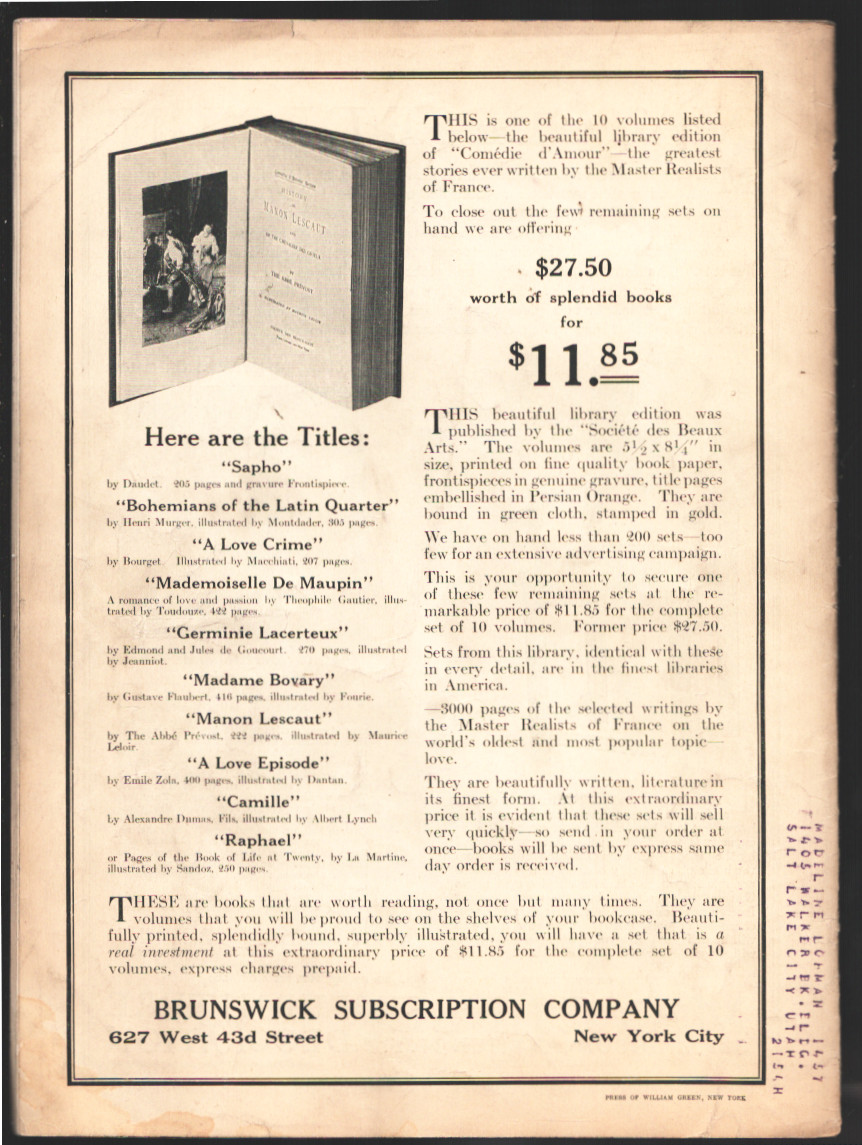 HISTORY
MANON LESCAUT
AND
BY
THE ABBÉ PRÉVOST
THIS is one of the 10 volumes listed
below—the beautiful library edition
of “Comédie d'Amour”—the greatest
stories ever written by the Master Realists
of France.
To close out the few remaining sets on
hand we are offering
$27.50
worth of splendid books
for
$11.85
THIS beautiful library edition was
published by the “Société des Beaux
Arts.” The volumes are 5½ x 8¼″ in
size, printed on fine quality book paper,
frontispieces in genuine gravure, title pages
embellished in Persian Orange. They are
bound in green cloth, stamped in gold.
We have on hand less than 200 sets—too
few for an extensive advertising campaign.
This is your opportunity to secure one
of these few remaining sets at the re-
markable price of $11.85 for the complete
set of 10 volumes. Former price $27.50.
Sets from this library, identical with these
in every detail, are in the finest libraries
in America.
—3000 pages of the selected writings by
the Master Realists of France on the
world's oldest and most popular topic—
love.
They are beautifully written, literature in
its finest form. At this extraordinary
price it is evident that these sets will sell
very quickly—so send in your order at
once—books will be sent by express same
day order is received.
Here are the Titles:
“Sapho”
by Daudet. 205 pages and gravure Frontispiece.
“Bohemians of the Latin Quarter”
by Henri Murger, illustrated by Montdader, 305 pages.
“A Love Crime”
by Bourget. Illustrated by Macchiati, 207 pages.
“Mademoiselle De Maupin”
A romance of love and passion by Theophile Gautier, illus-
trated by Toudouze, 422 pages.
“Germinie Lacerteux”
by Edmond and Jules de Goncourt. 270 pages, illustrated
by Jeanniot.
“Madame Bovary”
by Gustave Flaubert, 416 pages, illustrated by Fourie.
“Manon Lescaut”
by The Abbé Prévost, 222 pages, illustrated by Maurice
Leloir.
“A Love Episode”
by Emile Zola, 400 pages, illustrated by Dantan.
“Camille”
by Alexandre Dumas, Fils, illustrated by Albert Lynch
“Raphael”
or Pages of the Book of Life at Twenty, by La Martine,
illustrated by Sandoz, 250 pages.
THESE are books that are worth reading, not once but many times. They are
volumes that you will be proud to see on the shelves of your bookcase. Beauti-
fully printed, splendidly bound, superbly illustrated, you will have a set that is a
real investment at this extraordinary price of $11.85 for the complete set of 10
volumes, express charges prepaid.
BRUNSWICK SUBSCRIPTION COMPANY
627 West 43d Street New York City
PRESS OF WILLIAM GREEN, NEW YORK
MADELINE 1457
1405 WALKER BK
SALT LAKE CITY UTAH